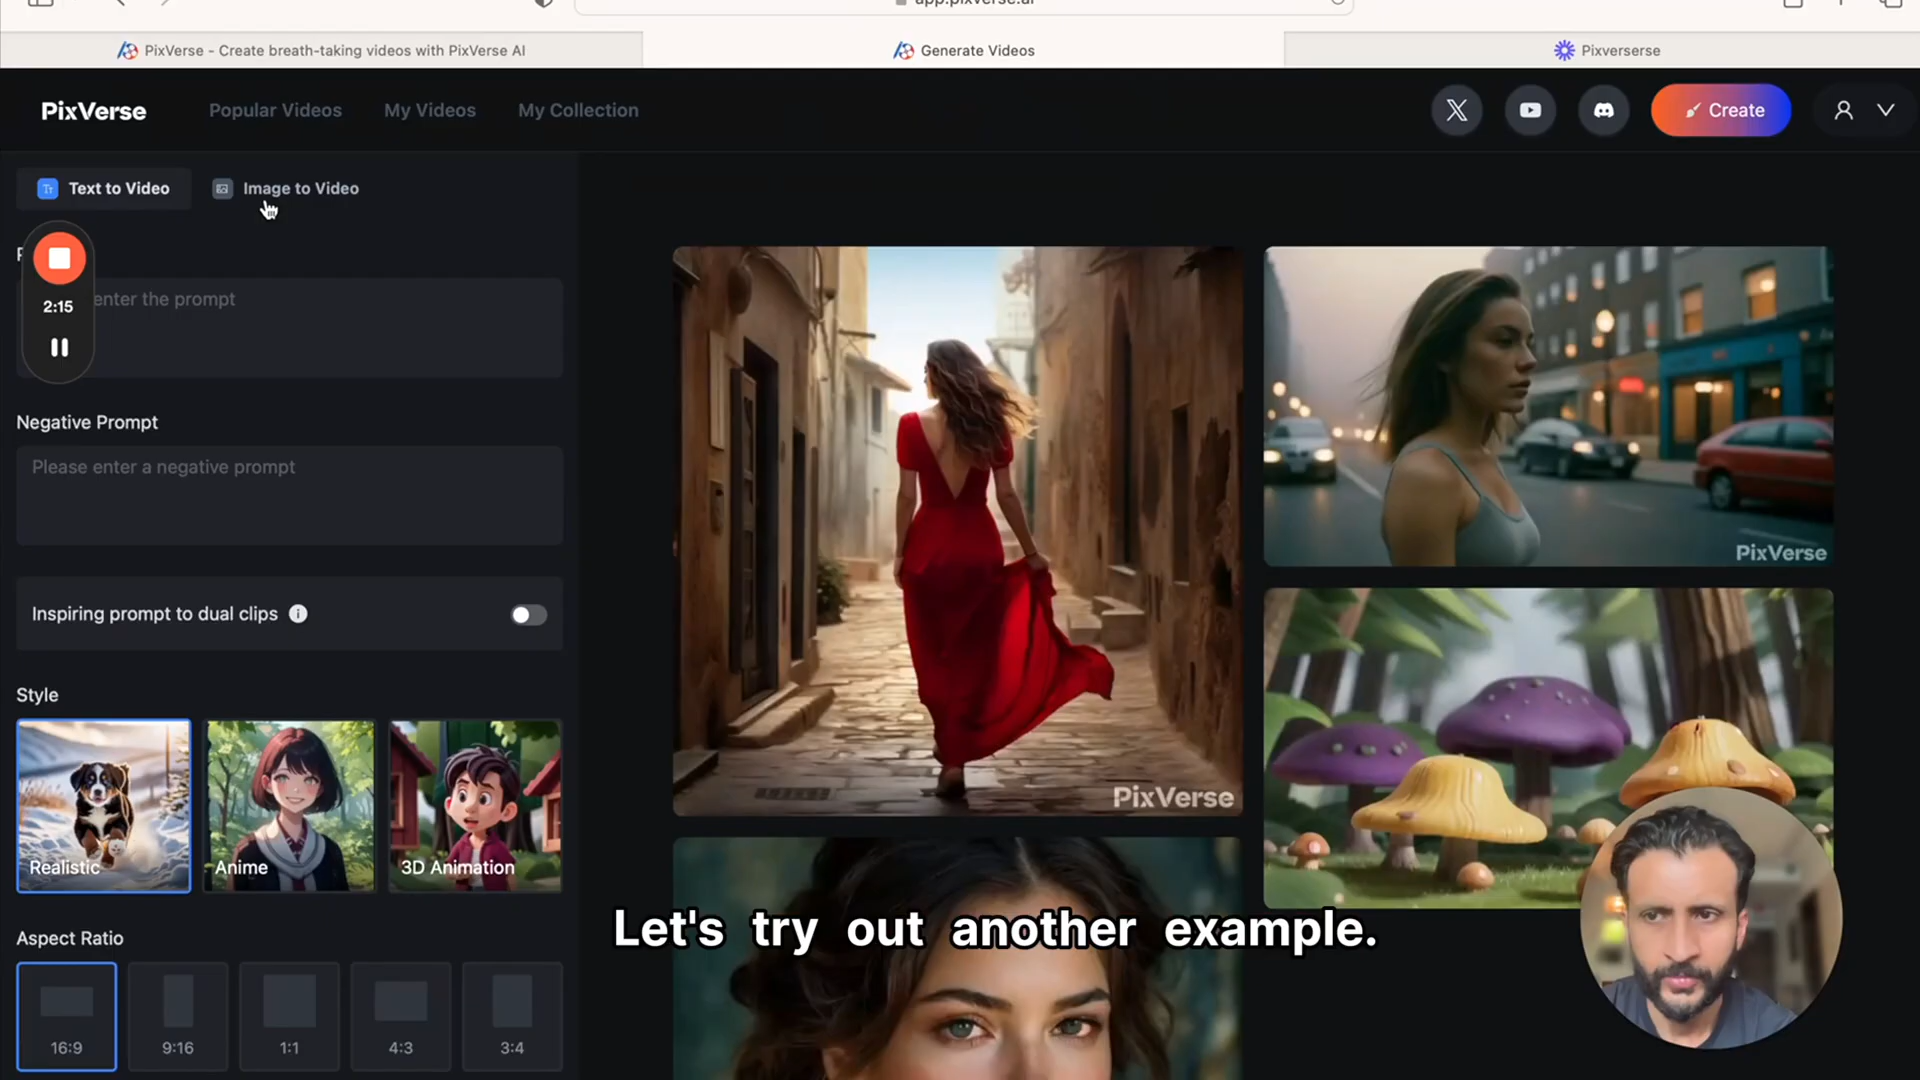 app.pixverse.ai
PixVerse - Create breath-taking videos with PixVerse AI
Generate Videos
Pixverserse
PixVerse
Popular Videos
My Videos
My Collection
Create
Text to Video
Image to Video
2:15
enter the prompt
Negative Prompt
Please enter a negative prompt
Inspiring prompt to dual clips
Style
Realistic
Anime
3D Animation
Aspect Ratio
16:9
9:16
1:1
4:3
3:4
PixVerse
PixVerse
Let's try out another example.